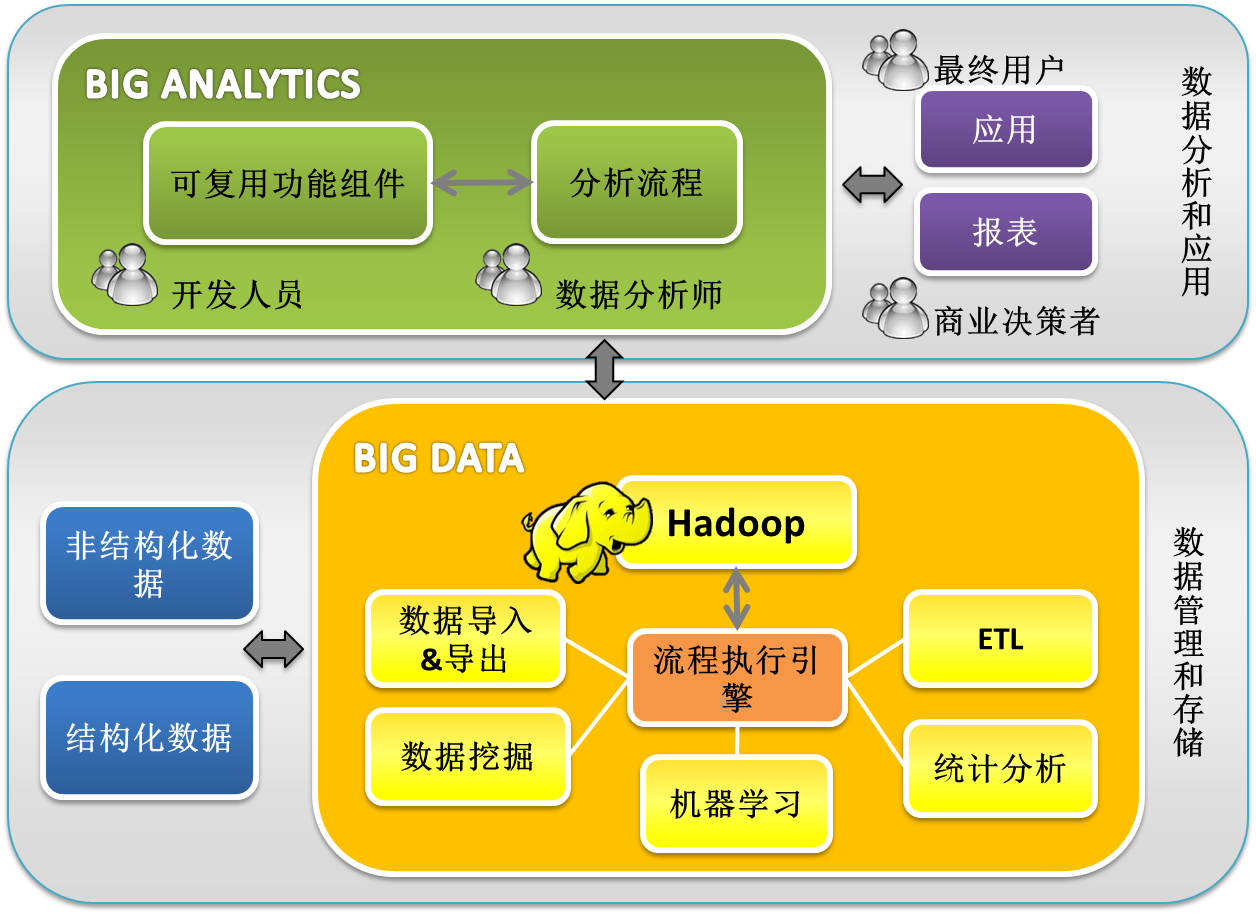 BIG ANALYTICS
可复用功能组件
分析流程
开发人员
数据分析师
最终用户
应用
报表
商业决策者
数据分析和应用
BIG DATA
Hadoop
非结构化数
据
结构化数据
数据导入
&导出
数据挖掘
流程执行引
擎
机器学习
ETL
统计分析
数据管理和存储